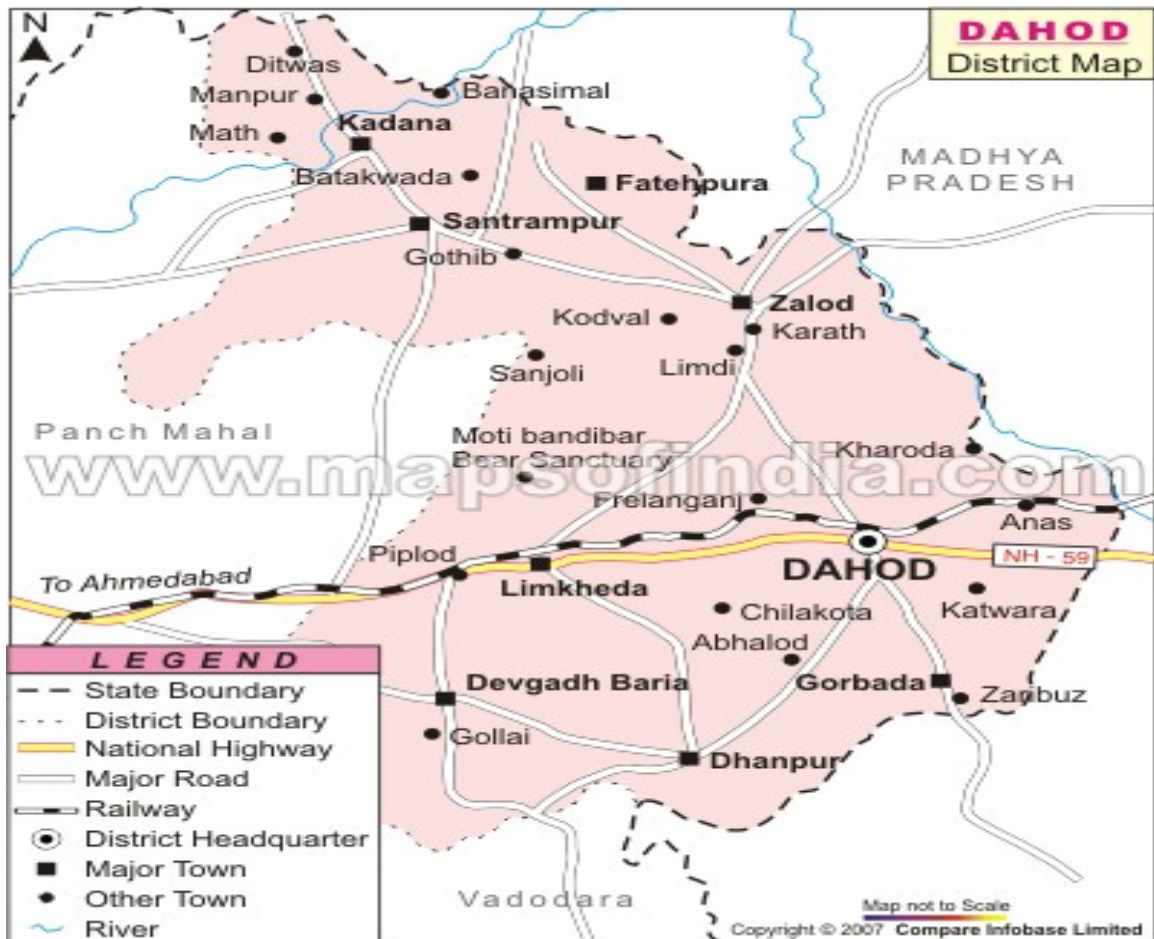 N
DAHOD
District Map
Ditwas
Manpur
Bahasimal
Math
Kadana
MADHYA
PRADESH
Batakwada
Fatehpura
Santrampur
Gothib
Zalod
Kodval
Karath
Limdi
Sanjoli
Panch Mahal
Moti bandibar
Bear Sanctuary
Kharoda
www.mapsofindia.com
Frelanganj
Anas
Piplod
NH - 59
To Ahmedabad
DAHOD
Limkheda
Katwara
Chilakota
Abhalod
LEGEND
State Boundary
District Boundary
National Highway
Major Road
Railway
District Headquarter
Major Town
Other Town
River
Devgadh Baria
Gorbada
Zaribuz
Gollai
Dhanpur
Vadodara
Map not to Scale
Copyright © 2007 Compare Infobase Limited